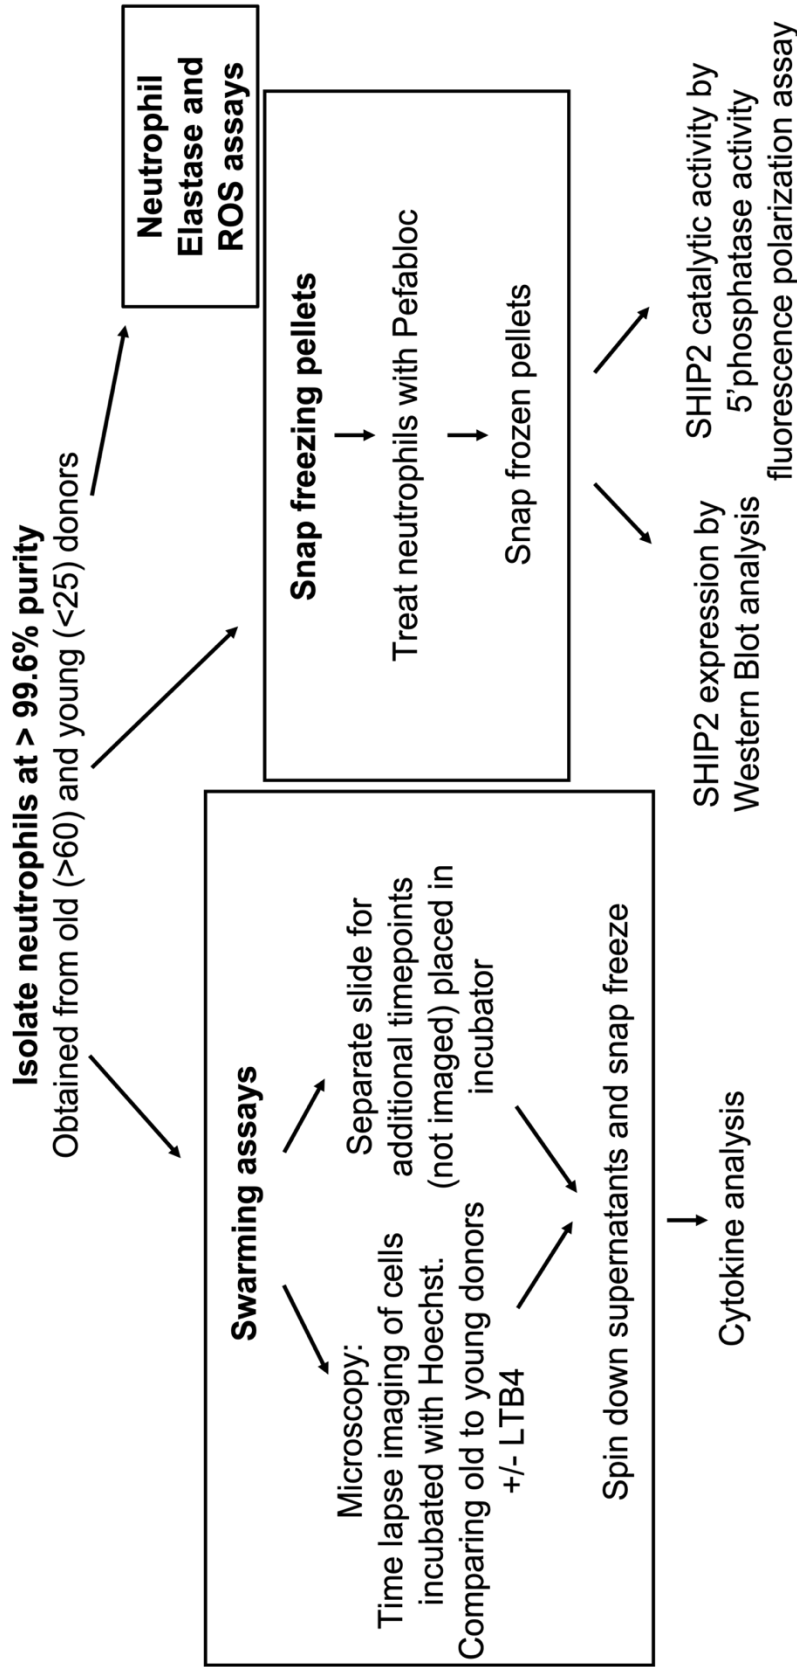 Isolate neutrophils at > 99.6% purity
Obtained from old (>60) and young (<25) donors
Swarming assays
Microscopy:
Time lapse imaging of cells
incubated with Hoechst.
Comparing old to young donors
+/- LTB4
Separate slide for
additional timepoints
(not imaged) placed in
incubator
Spin down supernatants and snap freeze
Cytokine analysis
Snap freezing pellets
Treat neutrophils with Pefabloc
Snap frozen pellets
SHIP2 expression by
Western Blot analysis
SHIP2 catalytic activity by
5'phosphatase activity
fluorescence polarization assay
Neutrophil
Elastase and
ROS assays